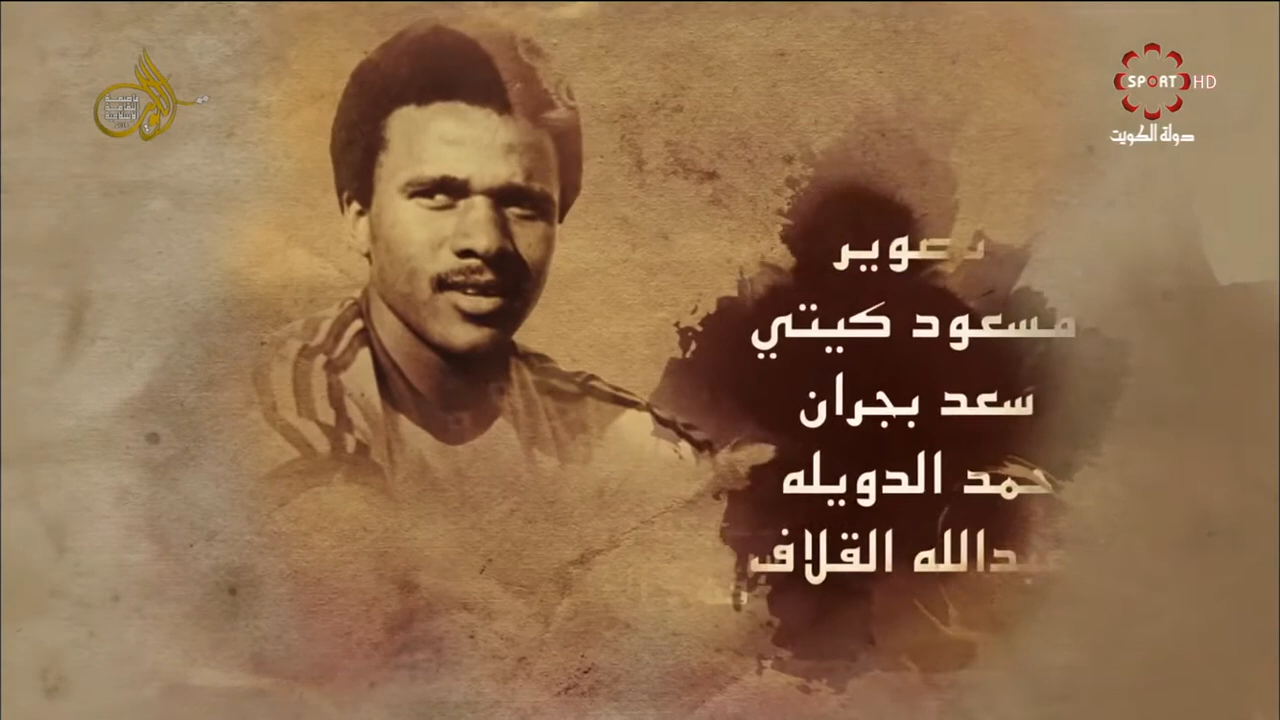 SPORT HD
دولة الكويت
تصوير
مسعود كيتي
سعد بجران
حمد الدويله
عبدالله القلاف